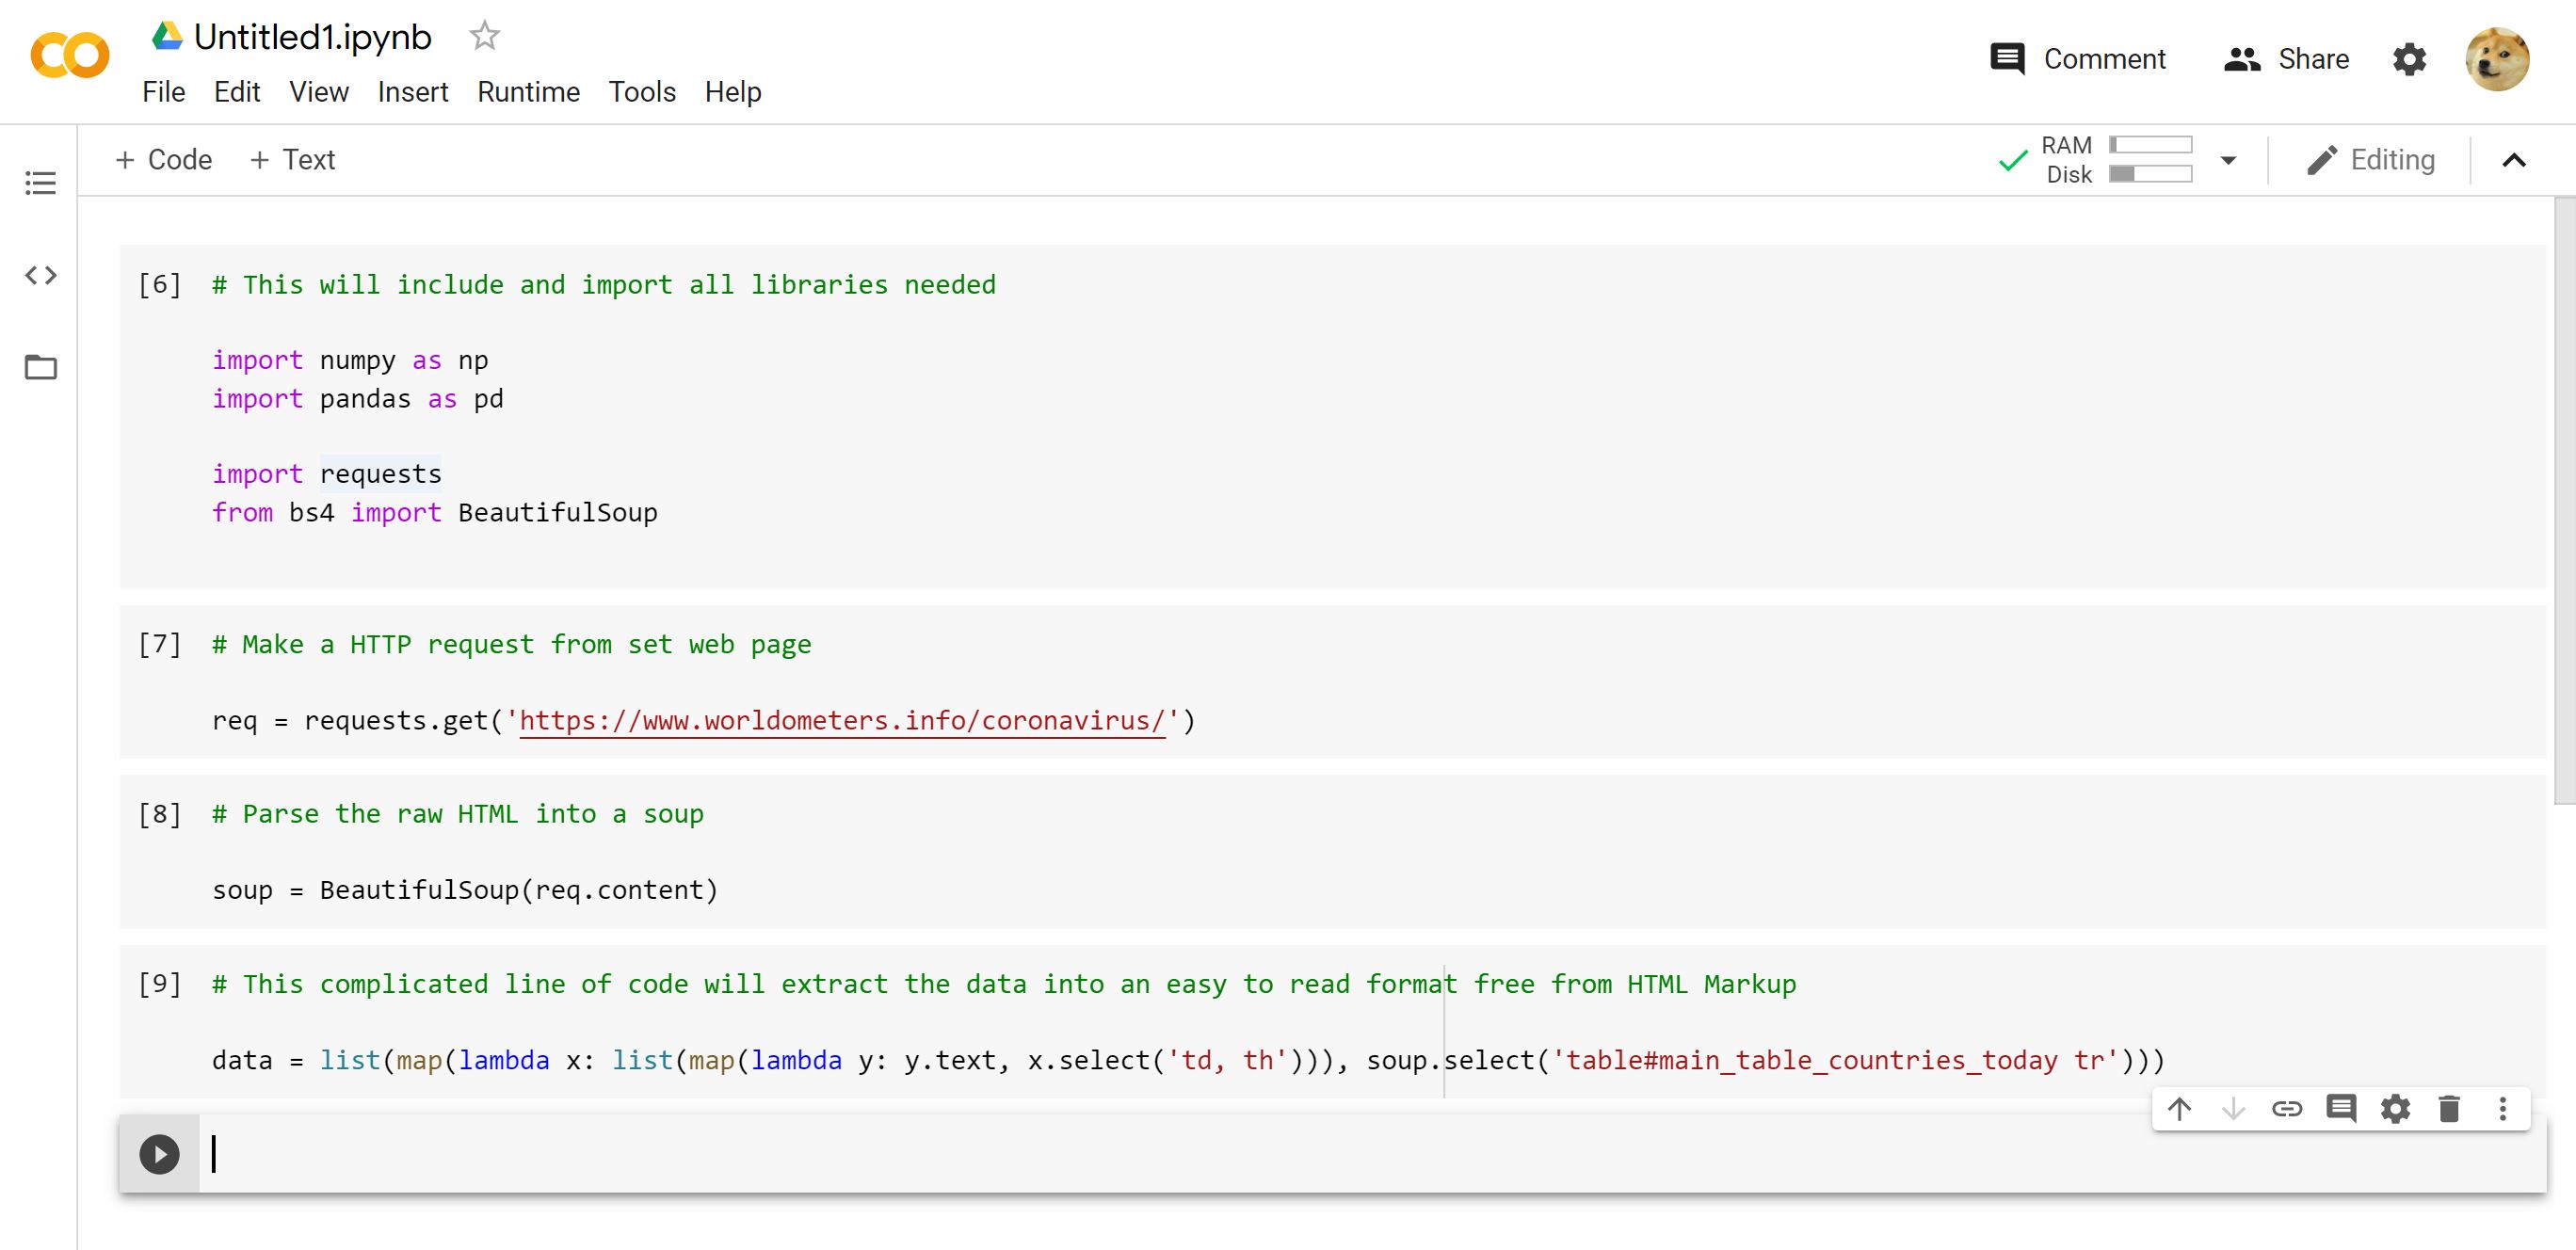 Untitled1.ipynb
File Edit View Insert Runtime Tools Help
Comment Share
+ Code + Text
RAM
Disk
Editing
[6] # This will include and import all libraries needed
import numpy as np
import pandas as pd
import requests
from bs4 import BeautifulSoup
[7] # Make a HTTP request from set web page
req = requests.get('https://www.worldometers.info/coronavirus/')
[8] # Parse the raw HTML into a soup
soup = BeautifulSoup(req.content)
[9] # This complicated line of code will extract the data into an easy to read format free from HTML Markup
data = list(map(lambda x: list(map(lambda y: y.text, x.select('td, th'))), soup.select('table#main_table_countries_today tr')))